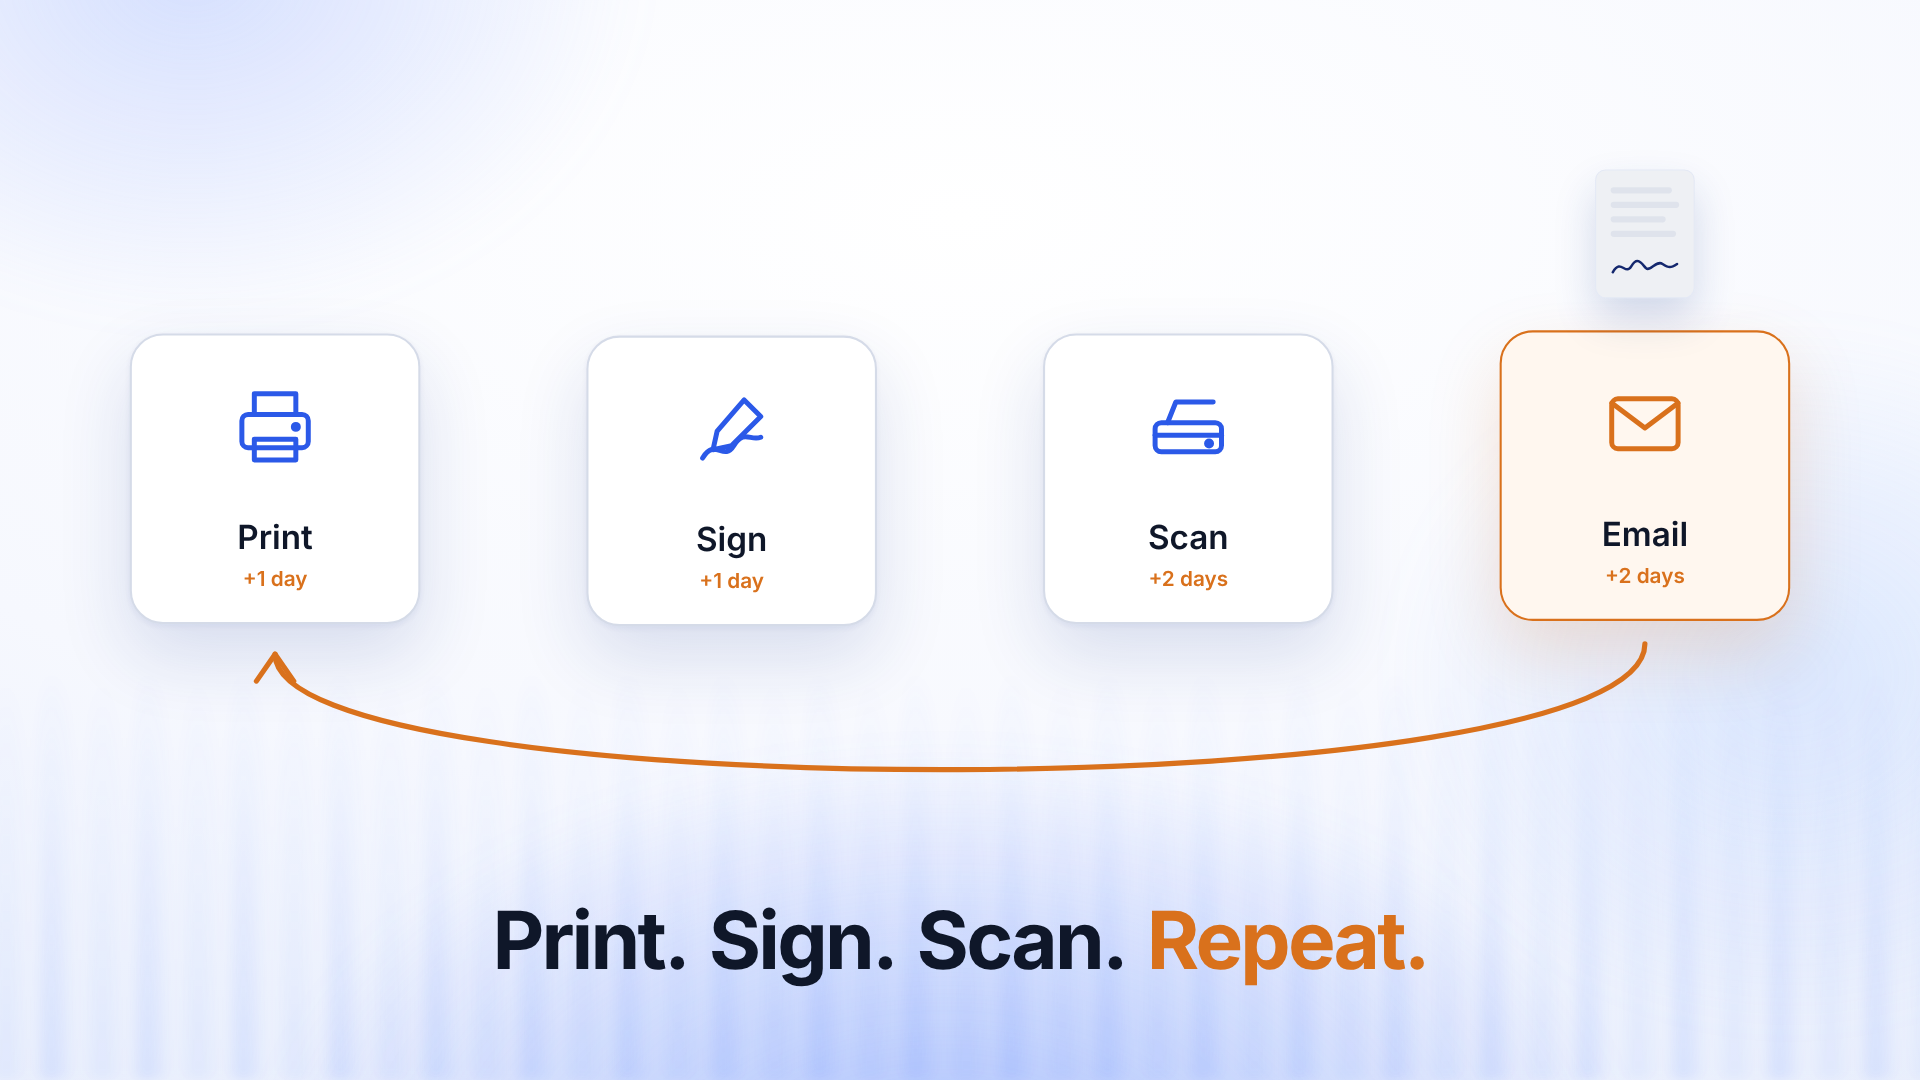 Print
+1 day
Sign
+1 day
Scan
+2 days
Email
+2 days
Print. Sign. Scan. Repeat.